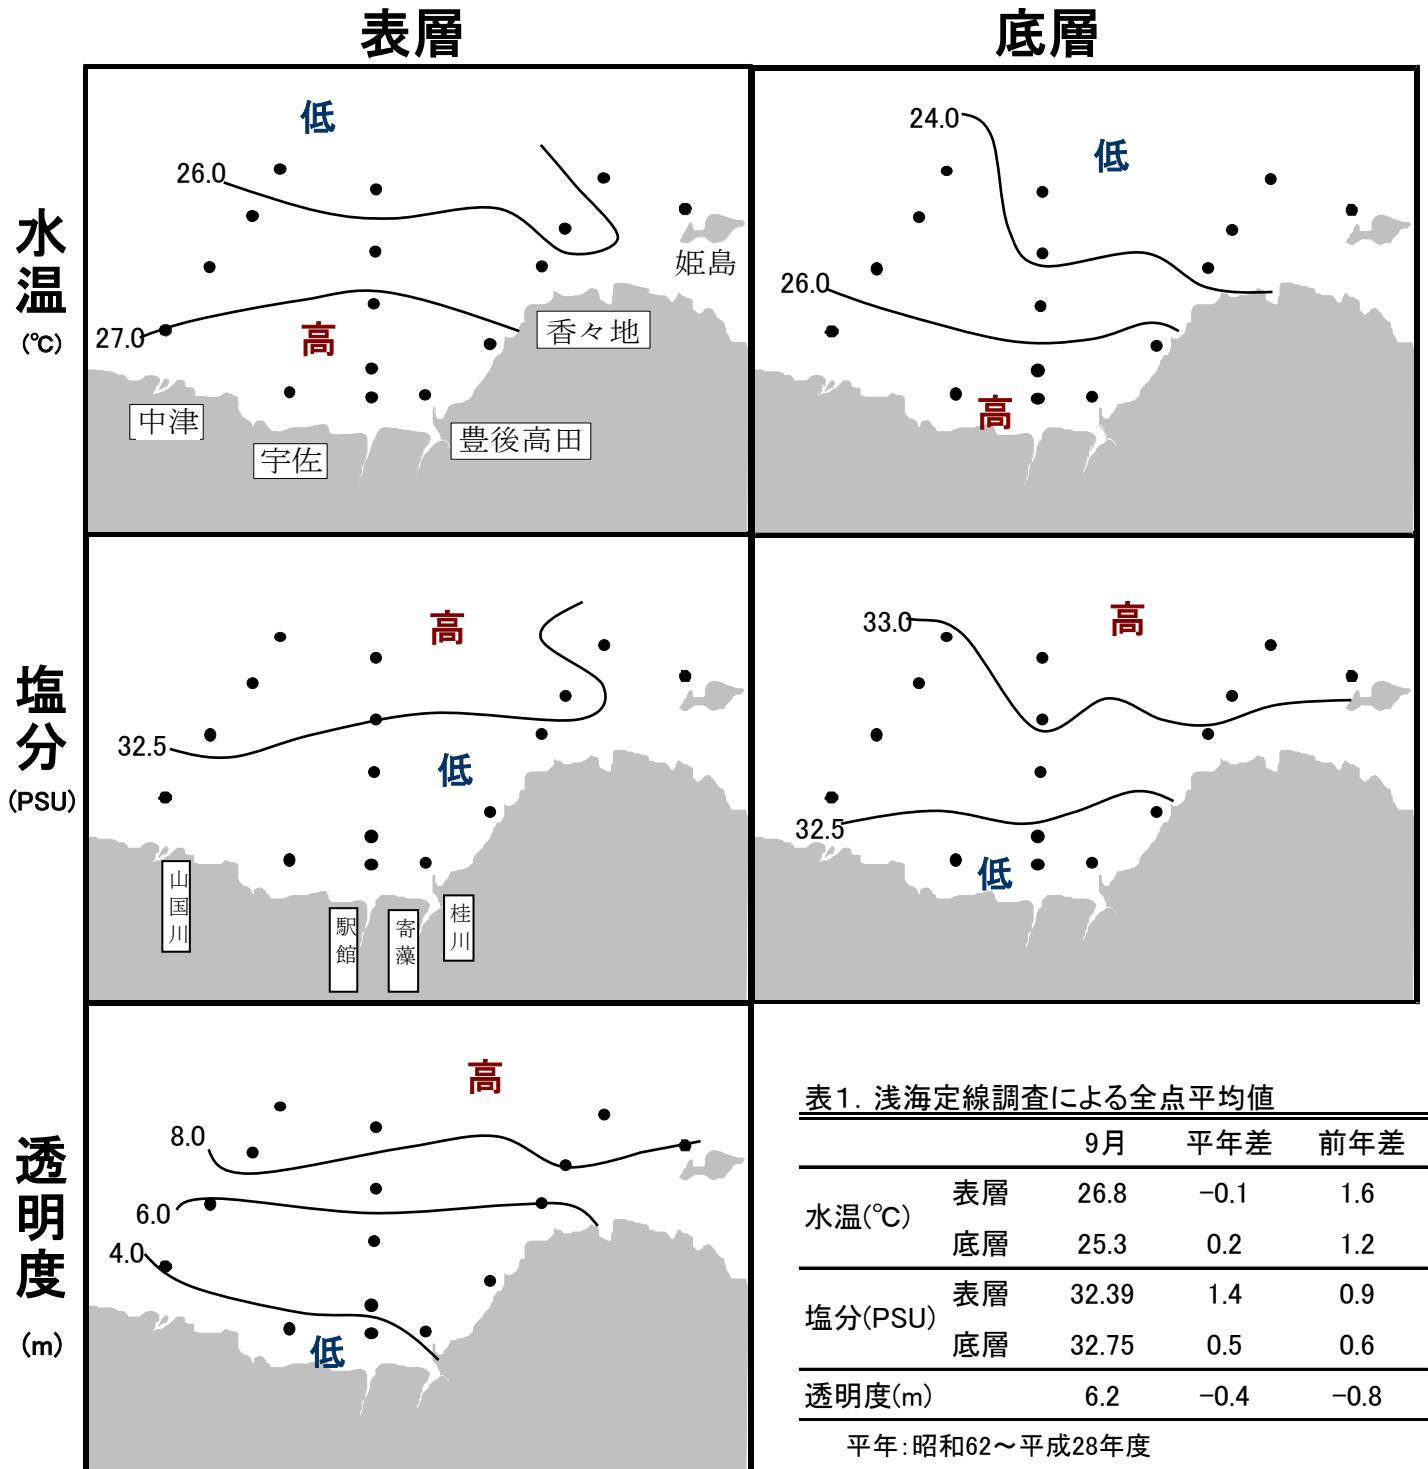 表層
底層
水温
(℃)
低
26.0
27.0
高
姫島
香々地
中津
宇佐
豊後高田
24.0
低
26.0
高
塩分
(PSU)
高
32.5
低
山国川
駅館
寄藻
桂川
33.0
高
32.5
低
透明度
(m)
高
8.0
6.0
4.0
低
表1. 浅海定線調査による全点平均値
9月 平年差 前年差
水温(℃) 表層 26.8 -0.1 1.6
底層 25.3 0.2 1.2
塩分(PSU) 表層 32.39 1.4 0.9
底層 32.75 0.5 0.6
透明度(m) 6.2 -0.4 -0.8
平年:昭和62～平成28年度